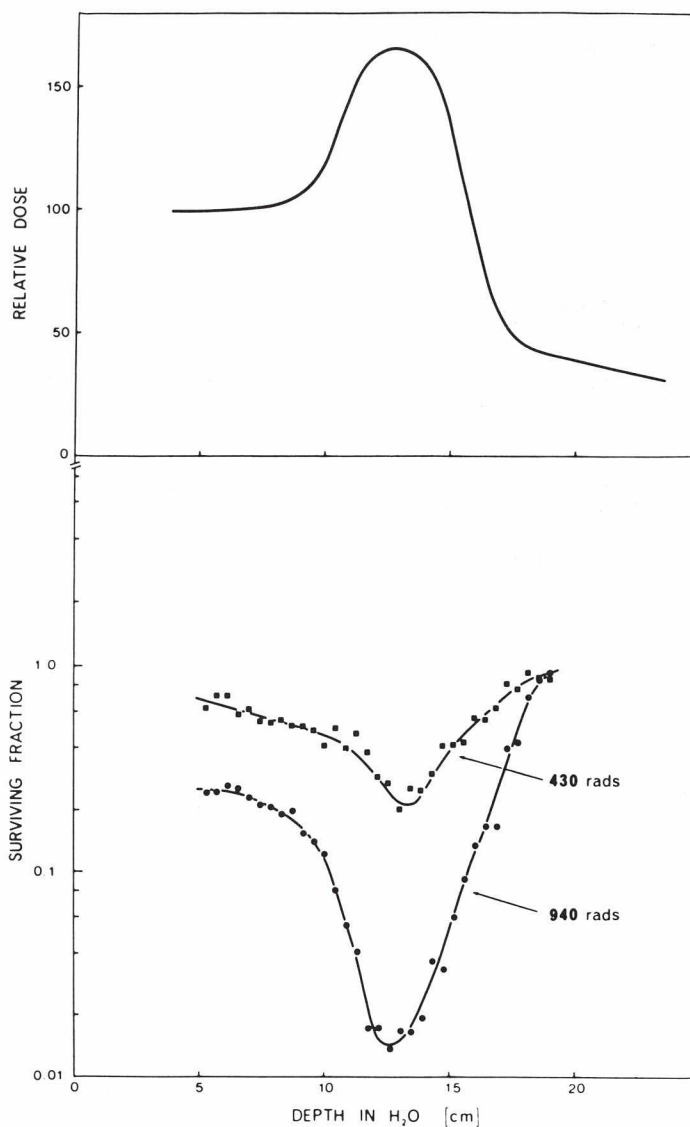 RELATIVE DOSE
150
100
50
0
SURVIVING FRACTION
1 0
0.1
0.01
430 rads
940 rads
0
5
10
15
20
DEPTH IN H₂O [cm]